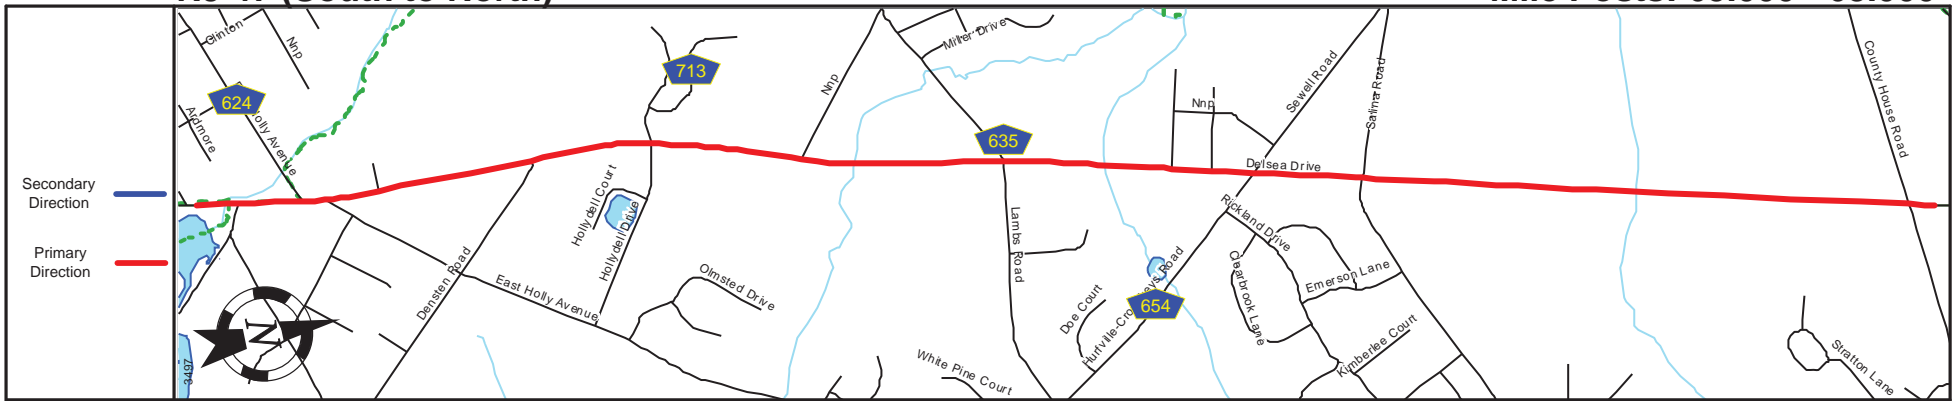 Secondary
Direction
Primary
Direction
Clinton
Nnp
624
Holly Avenue
Ardmore
713
Nnp
Miller Drive
635
Nnp
Sewell Road
Salina Road
County House Road
Delsea Drive
Hollydell Court
Hollydell Drive
Densten Road
East Holly Avenue
Olmsted Drive
Lambs Road
Rickland Drive
Doe Court
654
Clearbrook Lane
Emerson Lane
Kimberlee Court
White Pine Court
Stratton Lane
N
3497